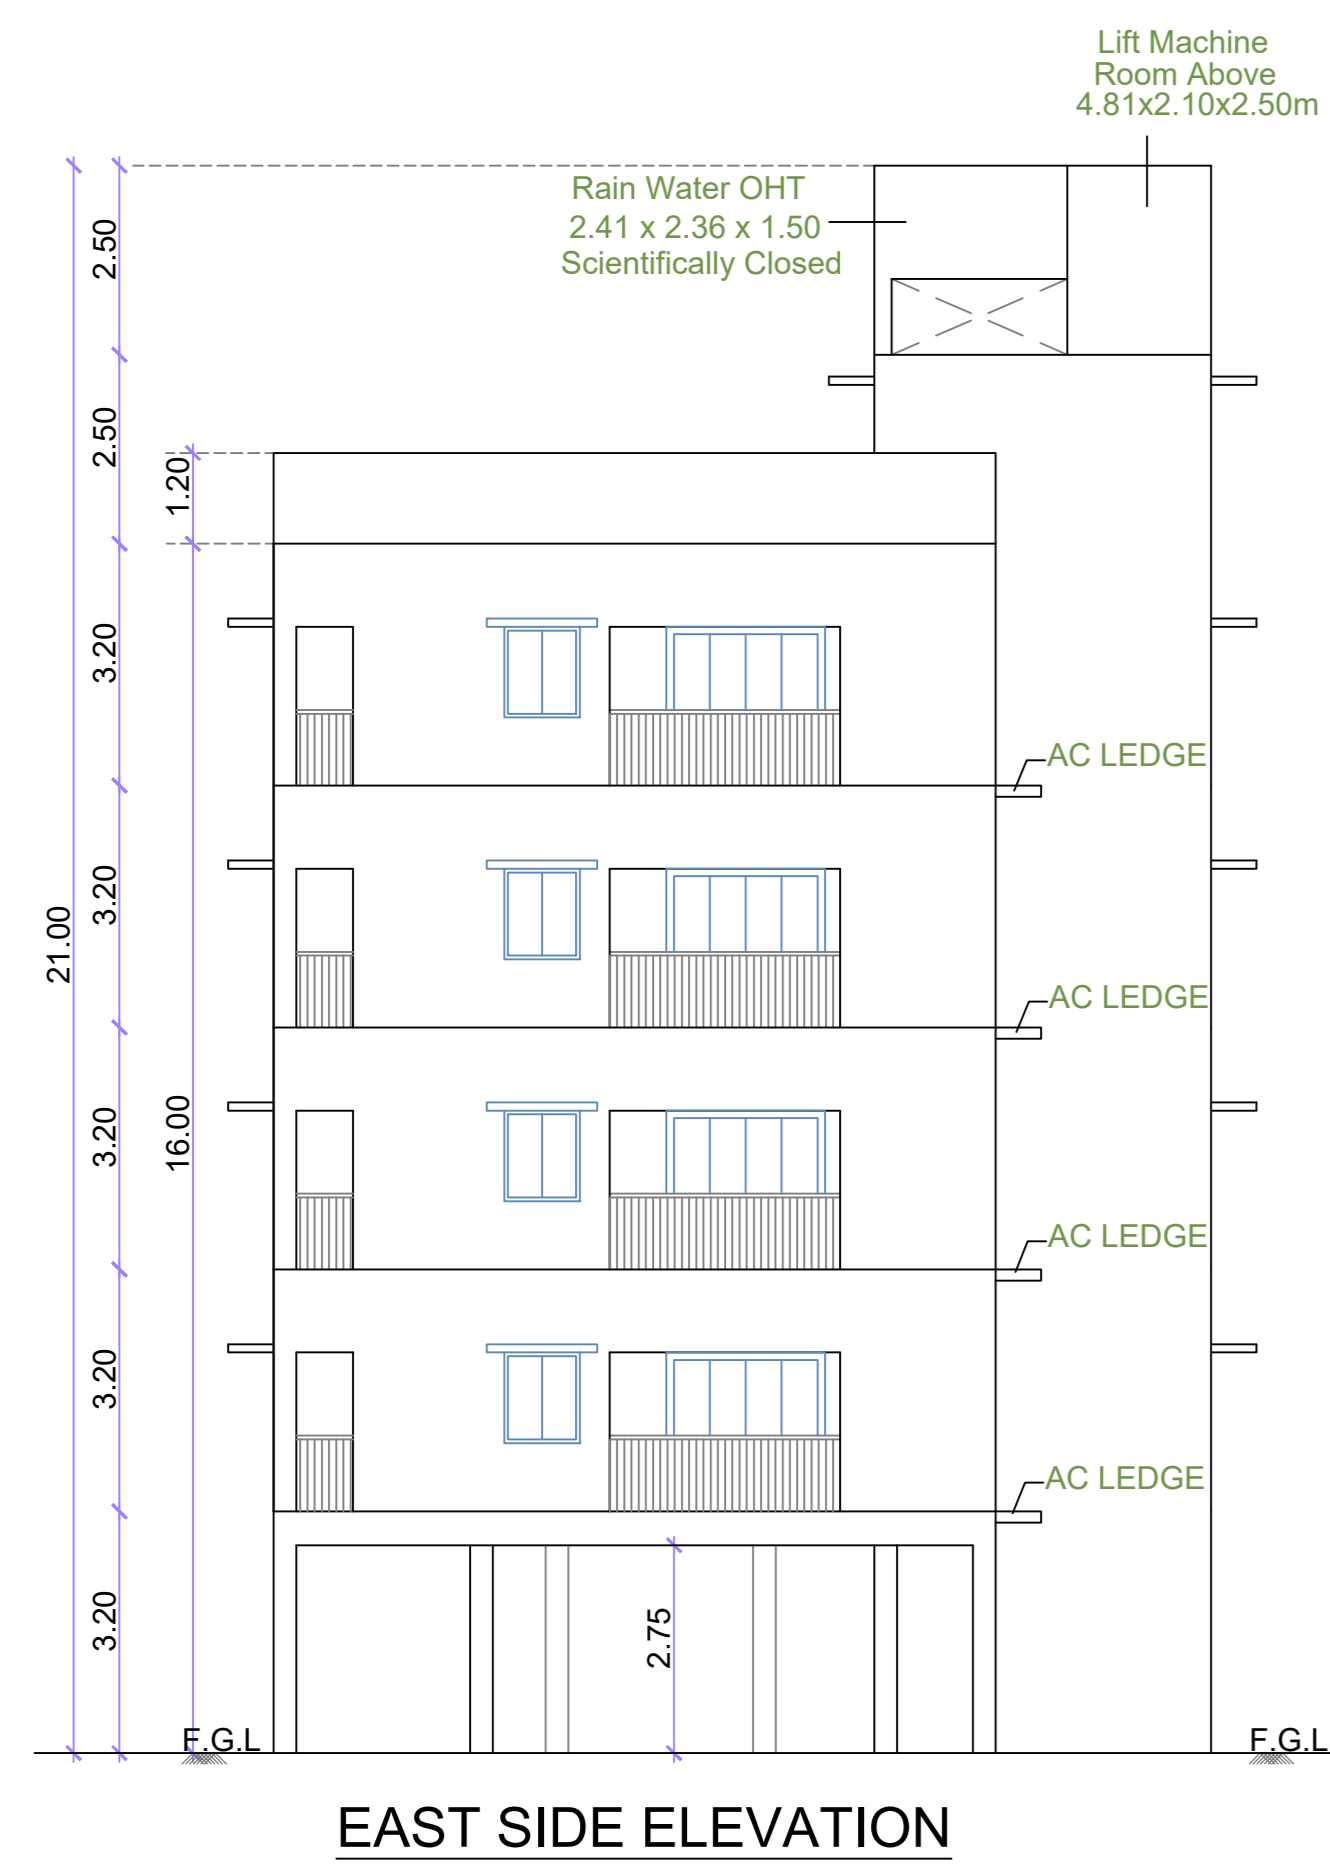 Lift Machine
Room Above
4.81x2.10x2.50m
Rain Water OHT
2.41 x 2.36 x 1.50
Scientifically Closed
2.50
2.50
1.20
3.20
AC LEDGE
3.20
21.00
AC LEDGE
3.20
16.00
AC LEDGE
3.20
AC LEDGE
3.20
2.75
F.G.L
F.G.L
EAST SIDE ELEVATION